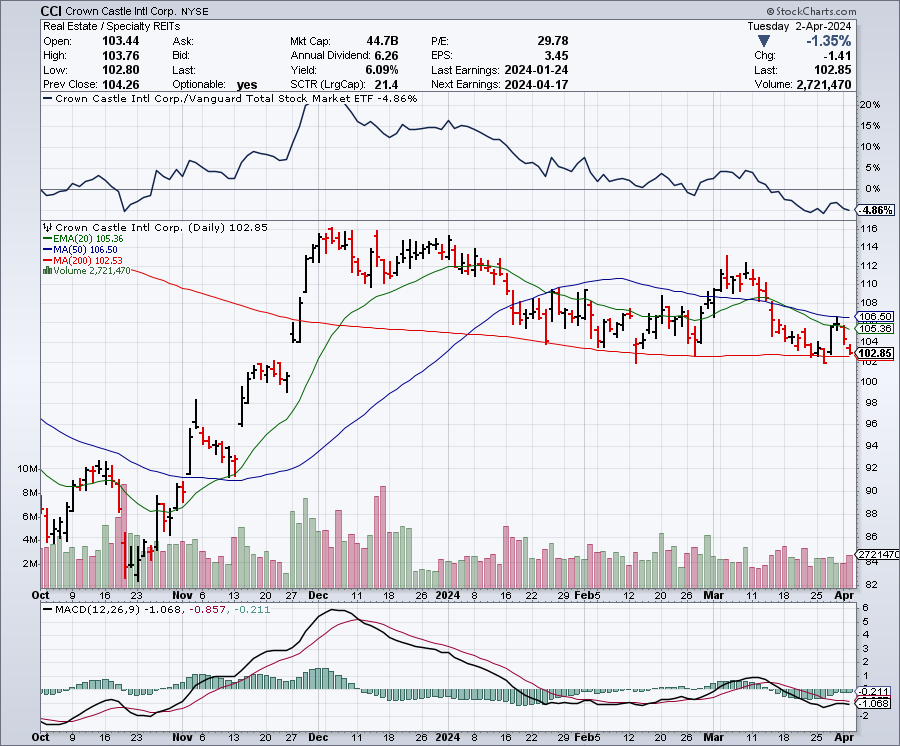 CCI Crown Castle Intl Corp. NYSE © StockCharts.com
Real Estate / Specialty REITs Tuesday 2-Apr-2024
Open: 103.44 Ask: Mkt Cap: 44.7B P/E: 29.78 ▼ -1.35%
High: 103.76 Bid: Annual Dividend: 6.26 EPS: 3.45 Chg: -1.41
Low: 102.80 Last: Yield: 6.09% Last Earnings: 2024-01-24 Last: 102.85
Prev Close: 104.26 Optionable: yes SCTR (LrgCap): 21.4 Next Earnings: 2024-04-17 Volume: 2,721,470
Crown Castle Intl Corp./Vanguard Total Stock Market ETF -4.86%
20%
15%
10%
5%
0%
-4.86%
Crown Castle Intl Corp. (Daily) 102.85
EMA(20) 105.36
MA(50) 106.50
MA(200) 102.53
Volume 2,721,470
116
114
112
110
108
106.50
105.36
104
102.85
100
98
96
94
92
90
88
86
84
82
10M
8M
6M
4M
2M
2721470
Oct 9 16 23 Nov 6 13 20 27 Dec 11 18 26 2024 8 16 22 29 Feb 5 12 20 26 Mar 11 18 25 Apr
MACD(12,26,9) -1.068, -0.857, -0.211
6
5
4
3
2
1
-0.211
-1.068
-2
Oct 9 16 23 Nov 6 13 20 27 Dec 11 18 26 2024 8 16 22 29 Feb 5 12 20 26 Mar 11 18 25 Apr